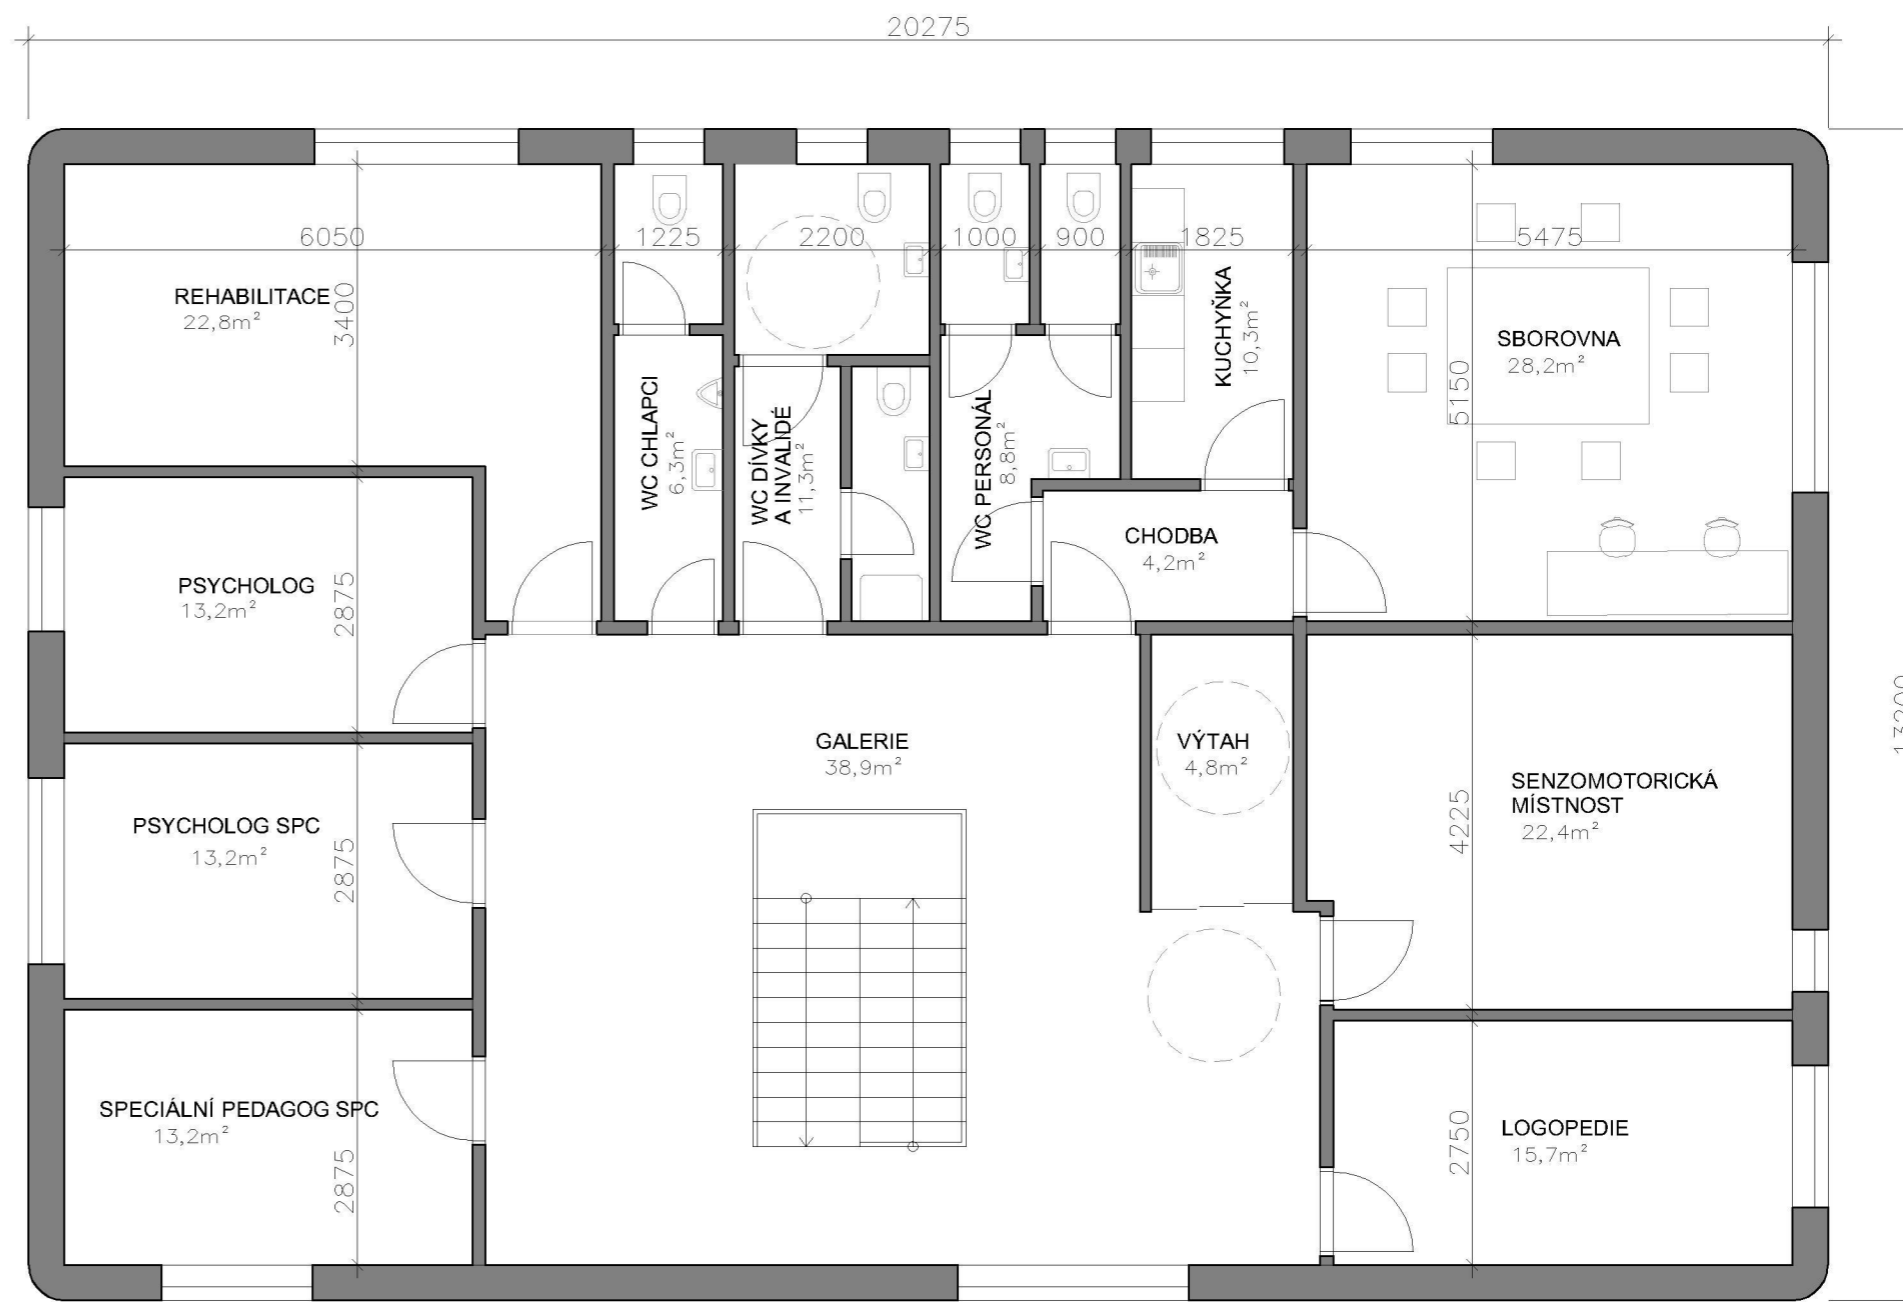 20275
6050
1225
2200
1000
900
1825
5475
REHABILITACE
22,8m²
3400
WC CHLAPCI
6,3m²
WC DÍVKY
A INVALIDÉ
11,3m²
WC PERSONÁL
8,8m²
KUCHYŇKA
10,3m²
SBOROVNA
28,2m²
5150
CHODBA
4,2m²
PSYCHOLOG
13,2m²
2875
GALERIE
38,9m²
VÝTAH
4,8m²
13200
SENZOMOTORICKÁ
MÍSTNOST
22,4m²
4225
PSYCHOLOG SPC
13,2m²
2875
SPECIÁLNÍ PEDAGOG SPC
13,2m²
2875
LOGOPEDIE
15,7m²
2750